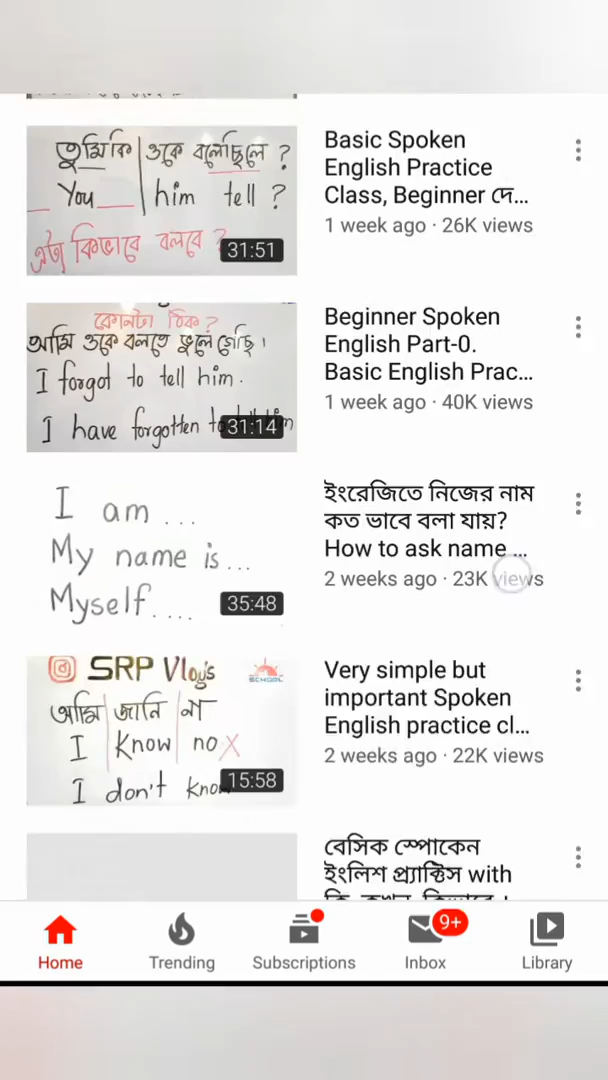 তুমি কি ওকে বলেছিলে ?
You him tell ?
এটা কিভাবে বলবে ?
31:51
Basic Spoken
English Practice
Class, Beginner দে...
1 week ago · 26K views
কোনটা ঠিক ?
আমি ওকে বলতে ভুলে গেছি।
I forgot to tell him.
I have forgotten to
31:14
Beginner Spoken
English Part-0.
Basic English Prac...
1 week ago · 40K views
I am ...
My name is...
Myself....
35:48
ইংরেজিতে নিজের নাম
কত ভাবে বলা যায়?
How to ask name ...
2 weeks ago · 23K views
SRP Vlog's
SCHOOL
আমি জানি না
I know no X
I don't know
15:58
Very simple but
important Spoken
English practice cl...
2 weeks ago · 22K views
বেসিক স্পোকেন
ইংলিশ প্র্যাক্টিস with
Home
Trending
Subscriptions
9+
Inbox
Library